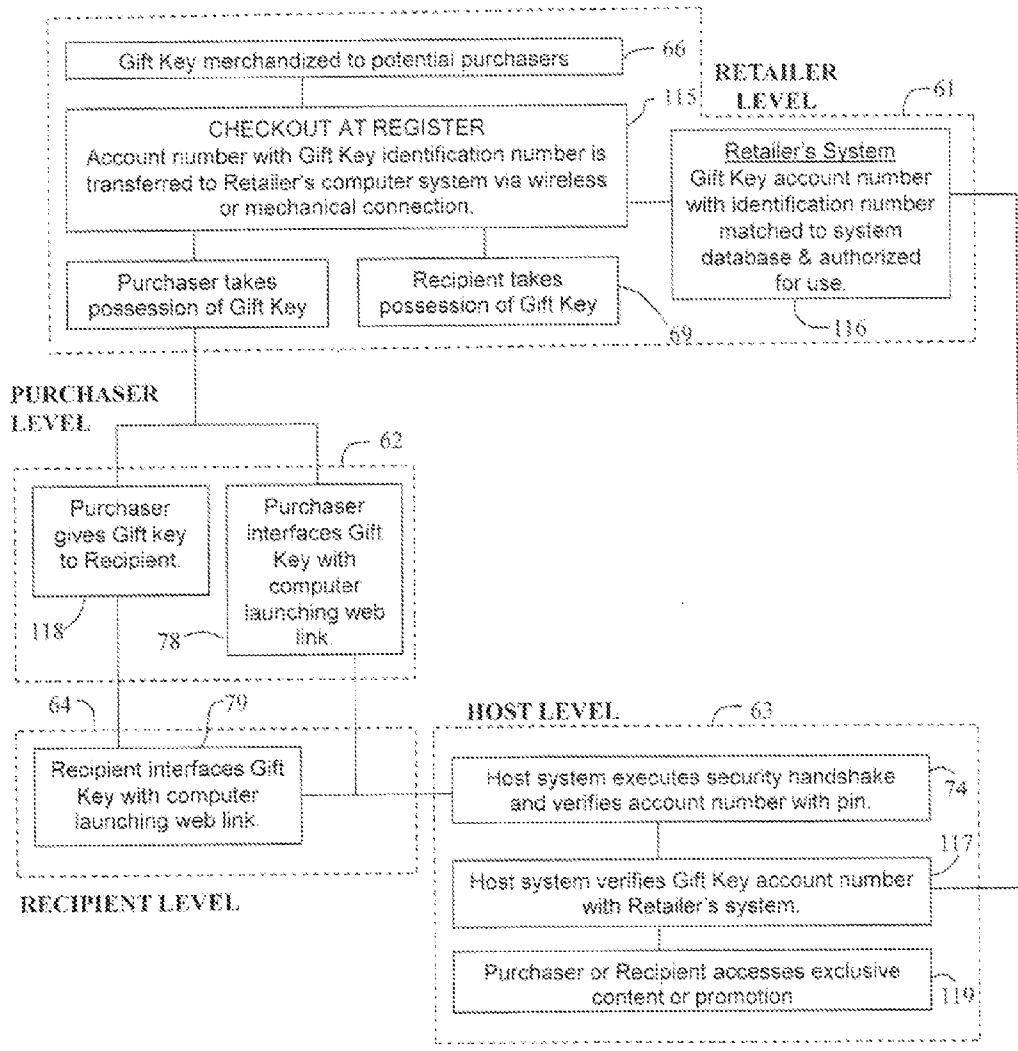 Gift Key merchandized to potential purchasers
66
RETAILER
LEVEL
115
61
CHECKOUT AT REGISTER
Account number with Gift Key identification number is
transferred to Retailer's computer system via wireless
or mechanical connection.
Retailer's System
Gift Key account number
with identification number
matched to system
database & authorized
for use.
116
Purchaser takes
possession of Gift Key
Recipient takes
possession of Gift Key
69
PURCHASER
LEVEL
62
Purchaser
gives Gift key
to Recipient.
118
Purchaser
interfaces Gift
Key with
computer
launching web
link.
78
64
79
Recipient interfaces Gift
Key with computer
launching web link.
RECIPIENT LEVEL
HOST LEVEL
63
Host system executes security handshake
and verifies account number with pin.
74
117
Host system verifies Gift Key account number
with Retailer's system.
Purchaser or Recipient accesses exclusive
content or promotion
119